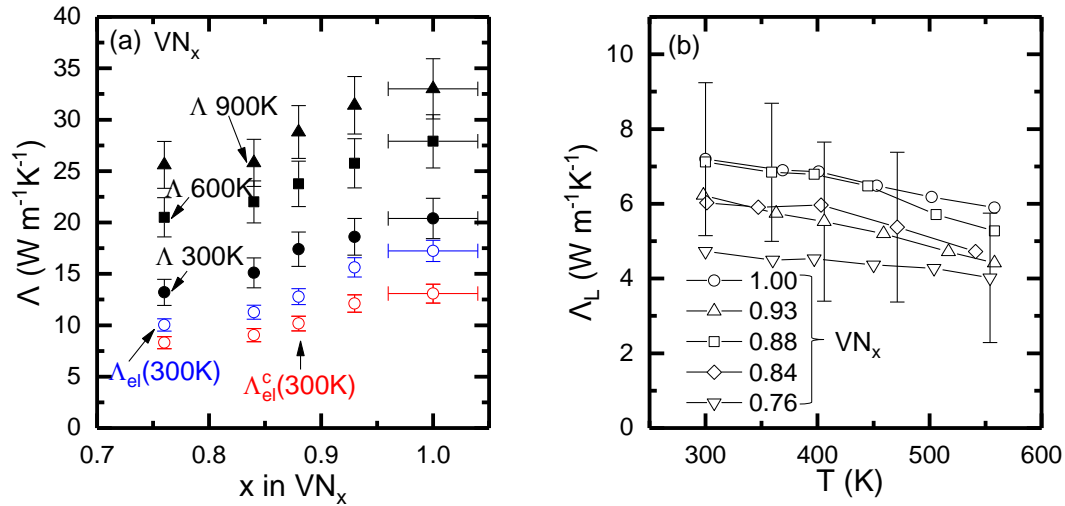 (a) VNx
Λ (W m-1K-1)
40
35
30
25
20
15
10
5
0
Λ 900K
Λ 600K
Λ 300K
Λel(300K)
Λcel(300K)
0.7 0.8 0.9 1.0
x in VNx
(b)
ΛL (W m-1K-1)
10
8
6
4
2
0
1.00
0.93
0.88
0.84
0.76
VNx
300 400 500 600
T (K)